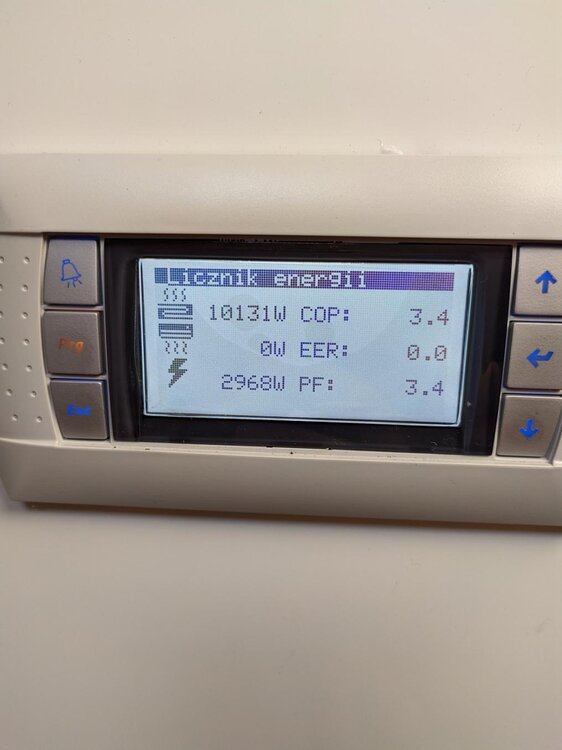 Licznik energii
10131W COP: 3.4
0W EER: 0.0
2968W PF: 3.4
Prg
Esc